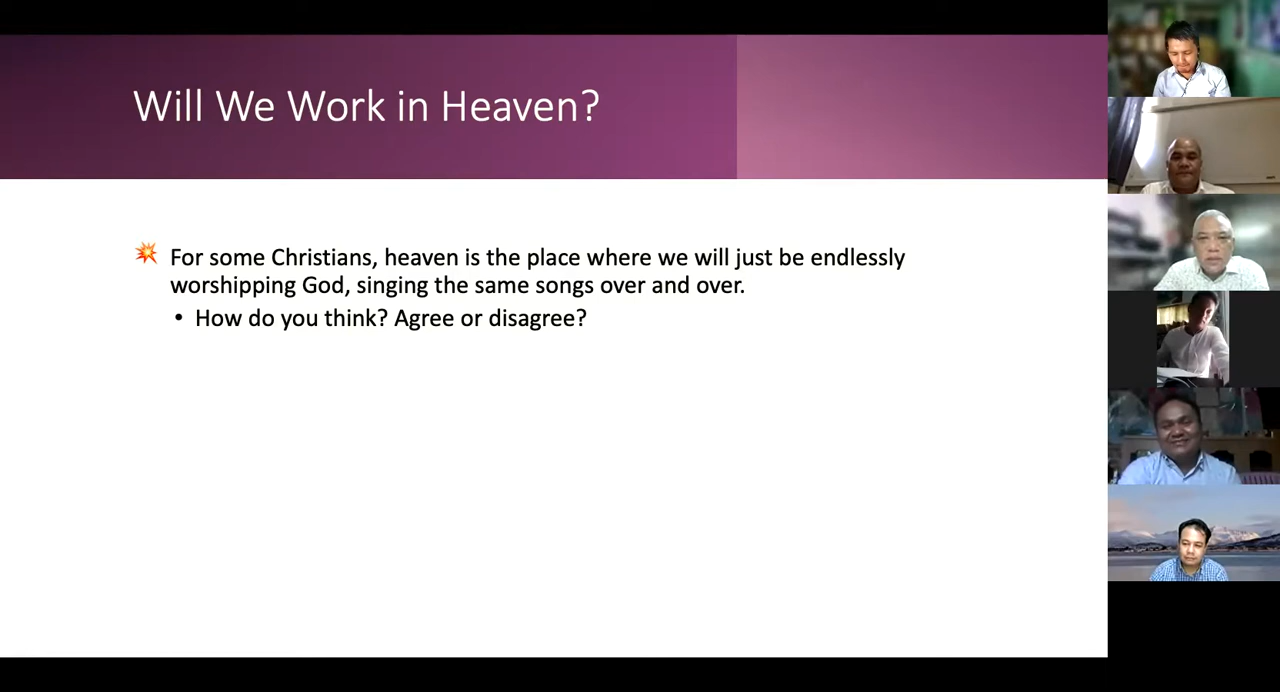 Will We Work in Heaven?
For some Christians, heaven is the place where we will just be endlessly
worshipping God, singing the same songs over and over.
• How do you think? Agree or disagree?